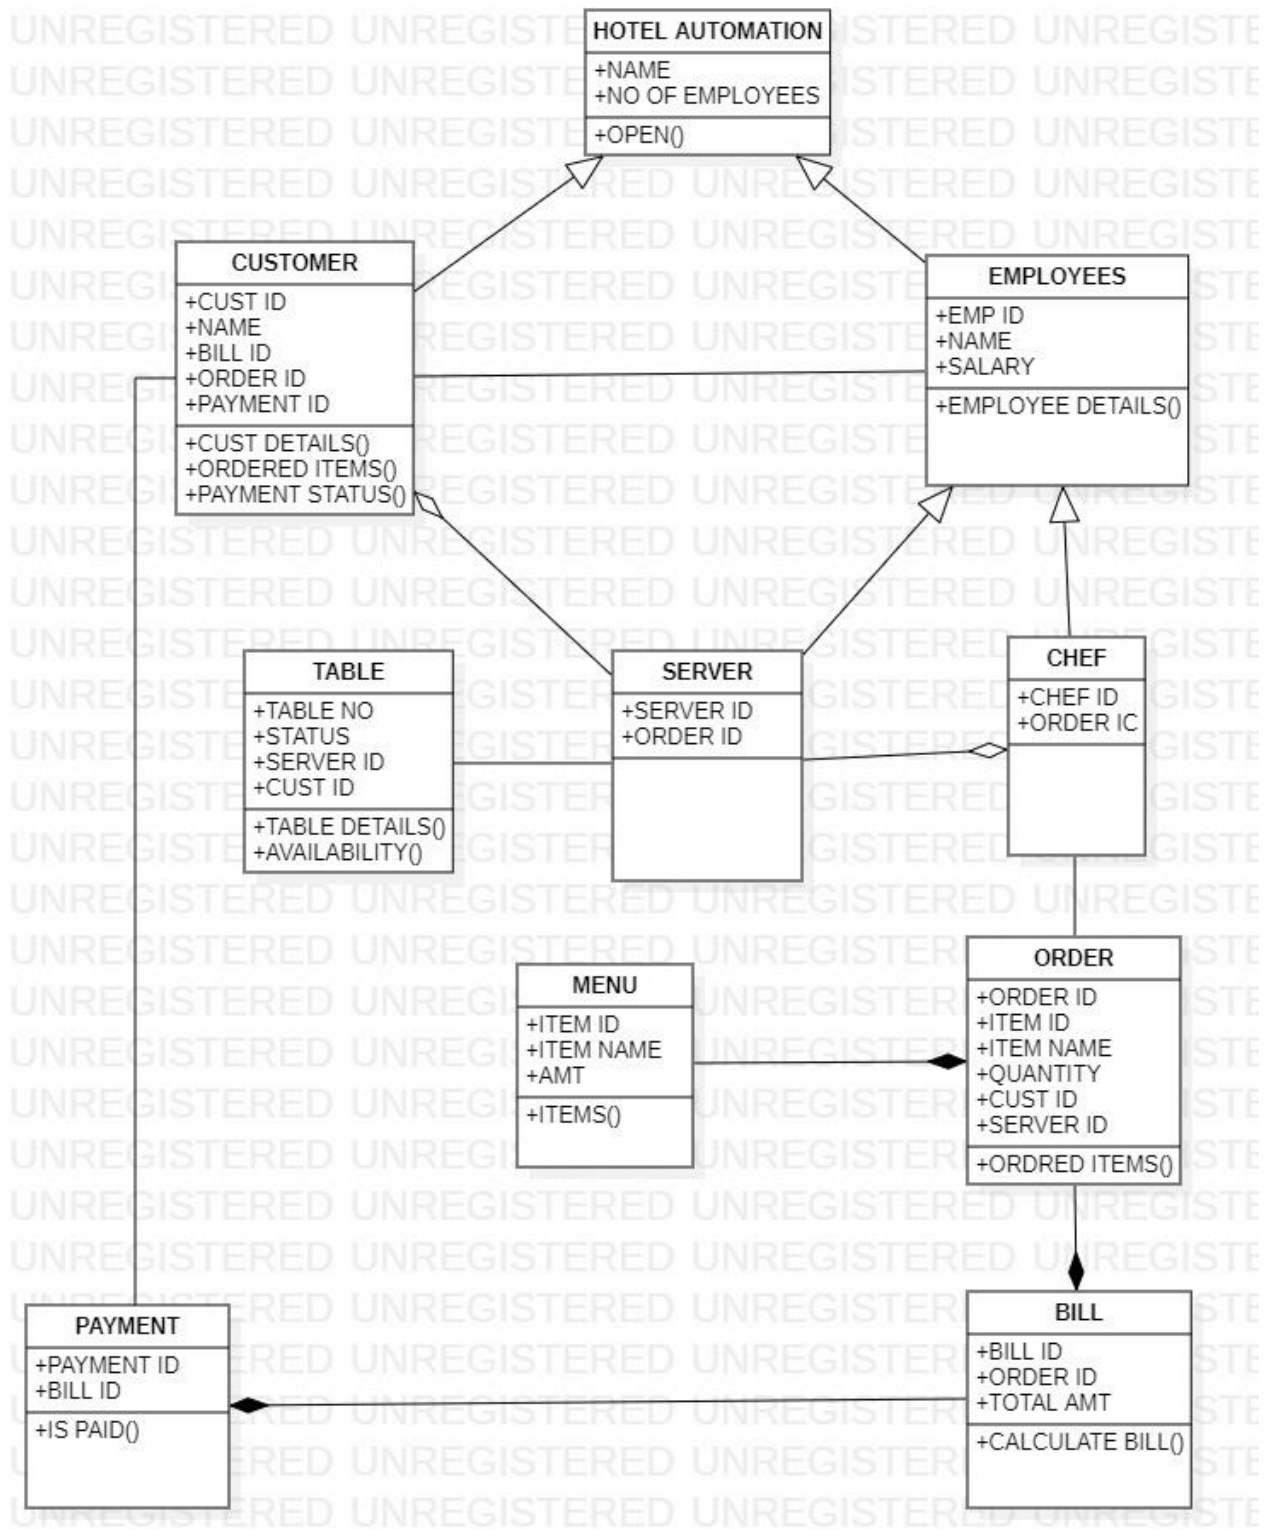 HOTEL AUTOMATION
+NAME
+NO OF EMPLOYEES
+OPEN()
CUSTOMER
+CUST ID
+NAME
+BILL ID
+ORDER ID
+PAYMENT ID
+CUST DETAILS()
+ORDERED ITEMS()
+PAYMENT STATUS()
EMPLOYEES
+EMP ID
+NAME
+SALARY
+EMPLOYEE DETAILS()
TABLE
+TABLE NO
+STATUS
+SERVER ID
+CUST ID
+TABLE DETAILS()
+AVAILABILITY()
SERVER
+SERVER ID
+ORDER ID
CHEF
+CHEF ID
+ORDER IC
MENU
+ITEM ID
+ITEM NAME
+AMT
+ITEMS()
ORDER
+ORDER ID
+ITEM ID
+ITEM NAME
+QUANTITY
+CUST ID
+SERVER ID
+ORDRED ITEMS()
PAYMENT
+PAYMENT ID
+BILL ID
+IS PAID()
BILL
+BILL ID
+ORDER ID
+TOTAL AMT
+CALCULATE BILL()
UNREGISTERED